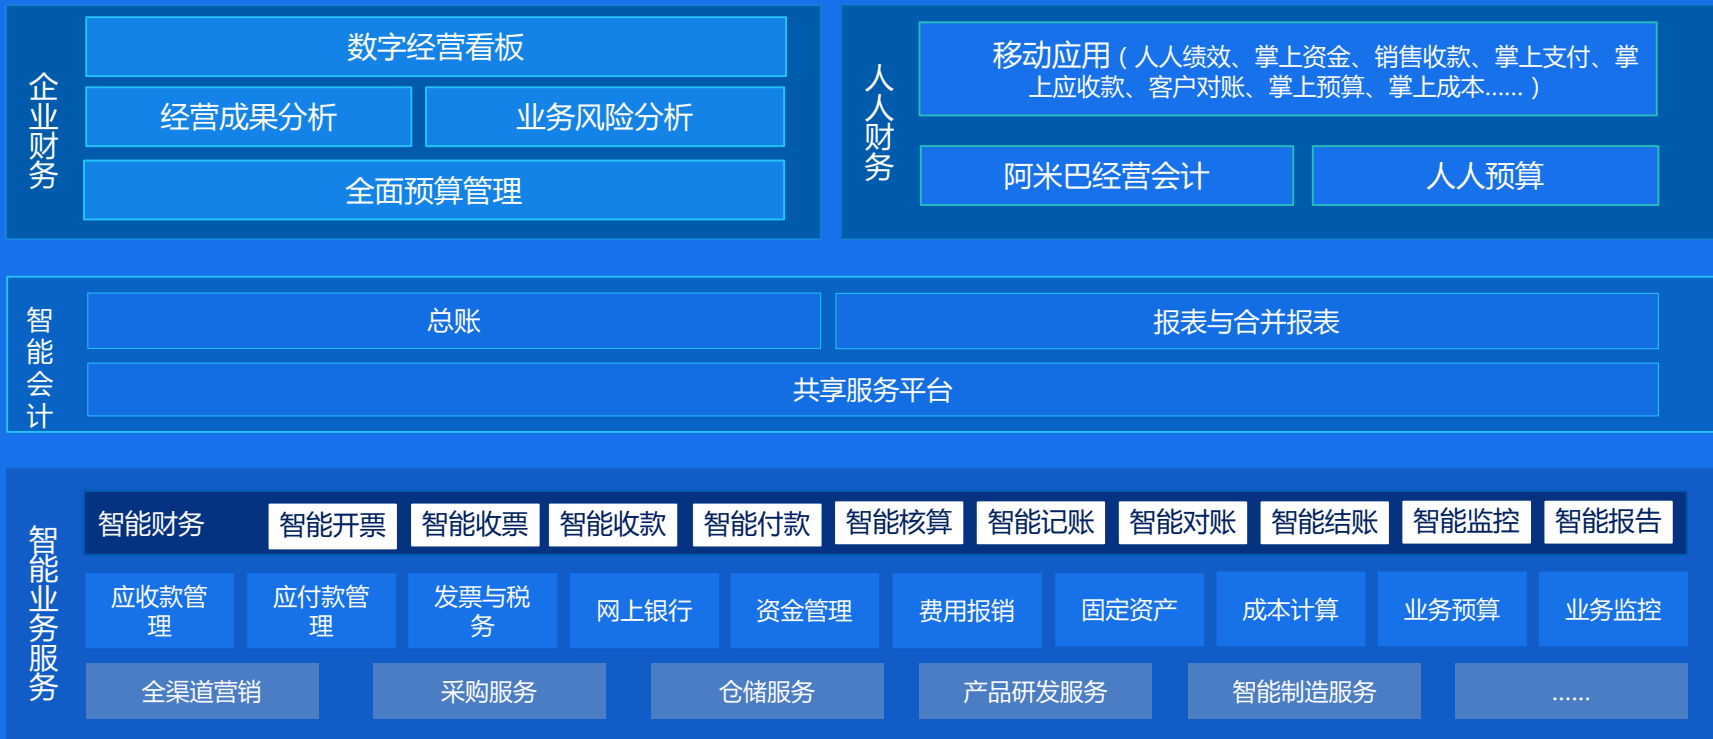 企业财务
数字经营看板
经营成果分析
业务风险分析
全面预算管理
人人财务
移动应用（人人绩效、掌上资金、销售收款、掌上支付、掌
上应收款、客户对账、掌上预算、掌上成本......）
阿米巴经营会计
人人预算
智能会计
总账
报表与合并报表
共享服务平台
智能业务服务
智能财务
智能开票
智能收票
智能收款
智能付款
智能核算
智能记账
智能对账
智能结账
智能监控
智能报告
应收款管
理
应付款管
理
发票与税
务
网上银行
资金管理
费用报销
固定资产
成本计算
业务预算
业务监控
全渠道营销
采购服务
仓储服务
产品研发服务
智能制造服务
......